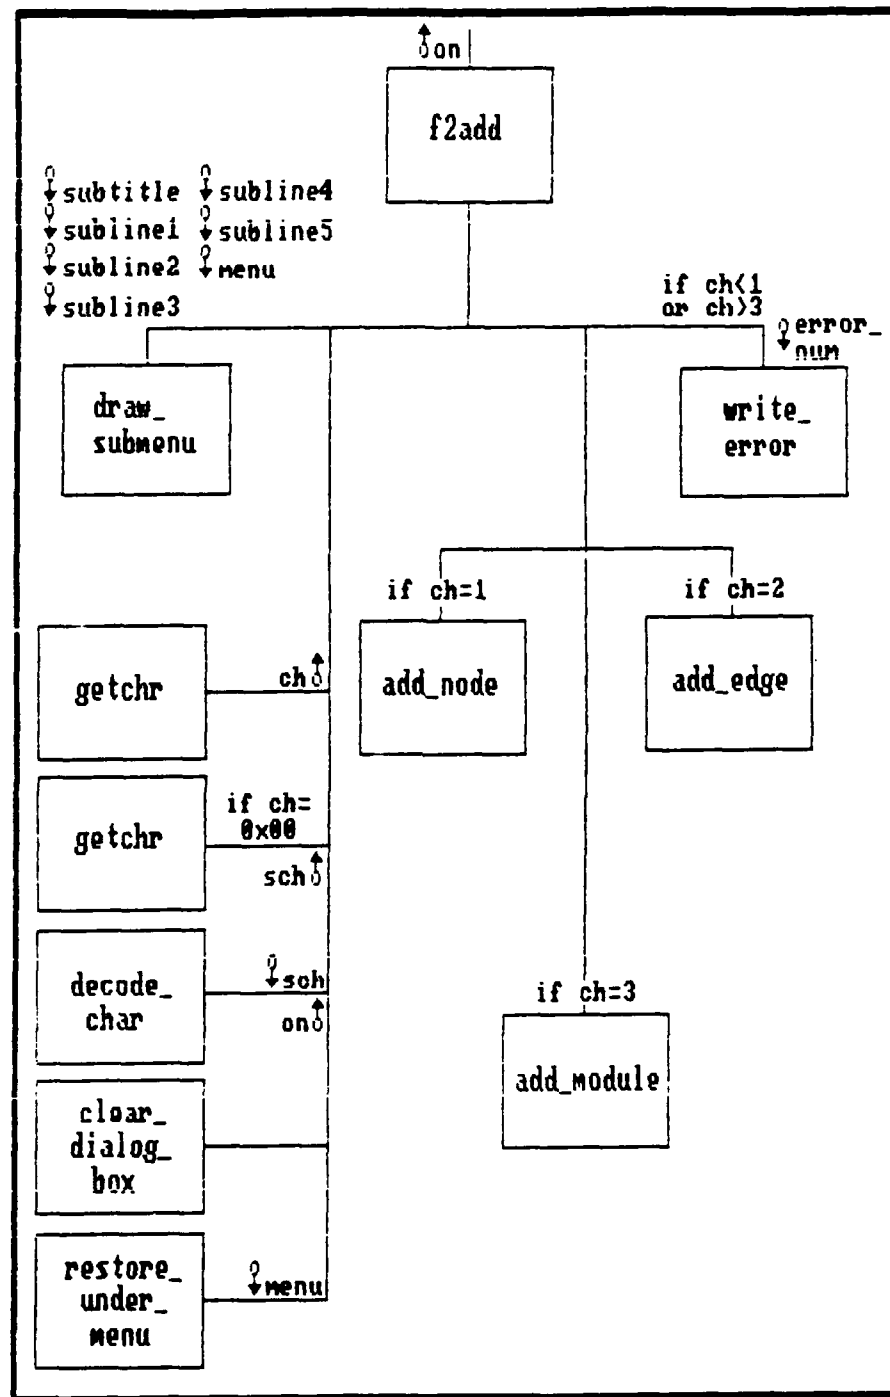 on
f2add
subtitle subline4
subline1 subline5
subline2 menu
subline3
if ch<1
or ch>3
error_
num
draw_
submenu
write_
error
if ch=1
if ch=2
getchr
ch
add_node
add_edge
getchr
if ch=
0x00
sch
decode_
char
sch
on
if ch=3
add_module
clear_
dialog_
box
restore_
under_
menu
menu